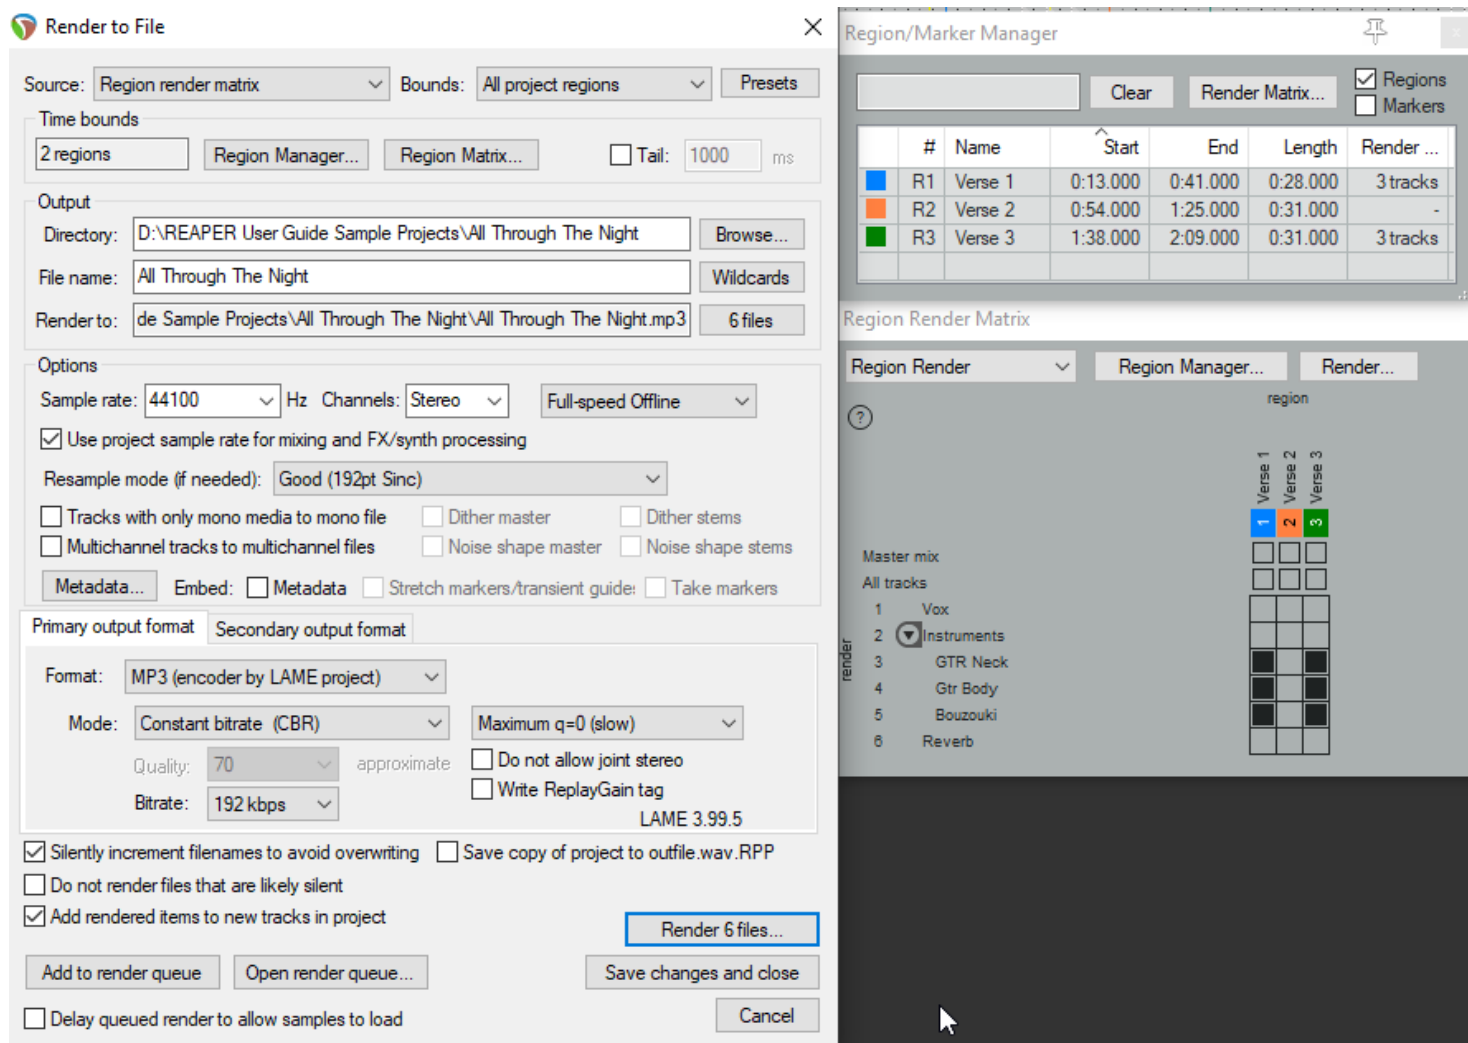 Render to File
Source: Region render matrix Bounds: All project regions Presets
Time bounds
2 regions Region Manager... Region Matrix... Tail: 1000 ms
Output
Directory: D:\REAPER User Guide Sample Projects\All Through The Night Browse...
File name: All Through The Night Wildcards
Render to: de Sample Projects\All Through The Night\All Through The Night.mp3 6 files
Options
Sample rate: 44100 Hz Channels: Stereo Full-speed Offline
Use project sample rate for mixing and FX/synth processing
Resample mode (if needed): Good (192pt Sinc)
Tracks with only mono media to mono file Dither master Dither stems
Multichannel tracks to multichannel files Noise shape master Noise shape stems
Metadata... Embed: Metadata Stretch markers/transient guide: Take markers
Primary output format Secondary output format
Format: MP3 (encoder by LAME project)
Mode: Constant bitrate (CBR) Maximum q=0 (slow)
Quality: 70 approximate Do not allow joint stereo
Write ReplayGain tag
Bitrate: 192 kbps
LAME 3.99.5
Silently increment filenames to avoid overwriting Save copy of project to outfile.wav.RPP
Do not render files that are likely silent
Add rendered items to new tracks in project
Render 6 files...
Add to render queue Open render queue... Save changes and close
Delay queued render to allow samples to load Cancel
Region/Marker Manager x
Clear Render Matrix... Regions
Markers
# Name Start End Length Render ...
R1 Verse 1 0:13.000 0:41.000 0:28.000 3 tracks
R2 Verse 2 0:54.000 1:25.000 0:31.000 -
R3 Verse 3 1:38.000 2:09.000 0:31.000 3 tracks
Region Render Matrix
Region Render Region Manager... Render...
region
?
Verse 1 Verse 2 Verse 3
1 2 3
Master mix
All tracks
render
1 Vox
2 Instruments
3 GTR Neck
4 Gtr Body
5 Bouzouki
6 Reverb